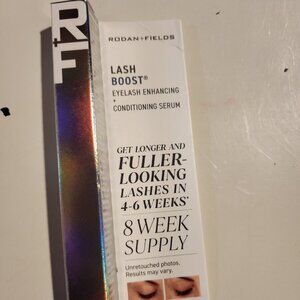 R+F
RODAN+FIELDS
LASH
BOOST®
EYELASH ENHANCING
+
CONDITIONING SERUM
GET LONGER AND
FULLER-
LOOKING
LASHES IN
4-6 WEEKS*
8 WEEK
SUPPLY
Unretouched photos.
Results may vary.